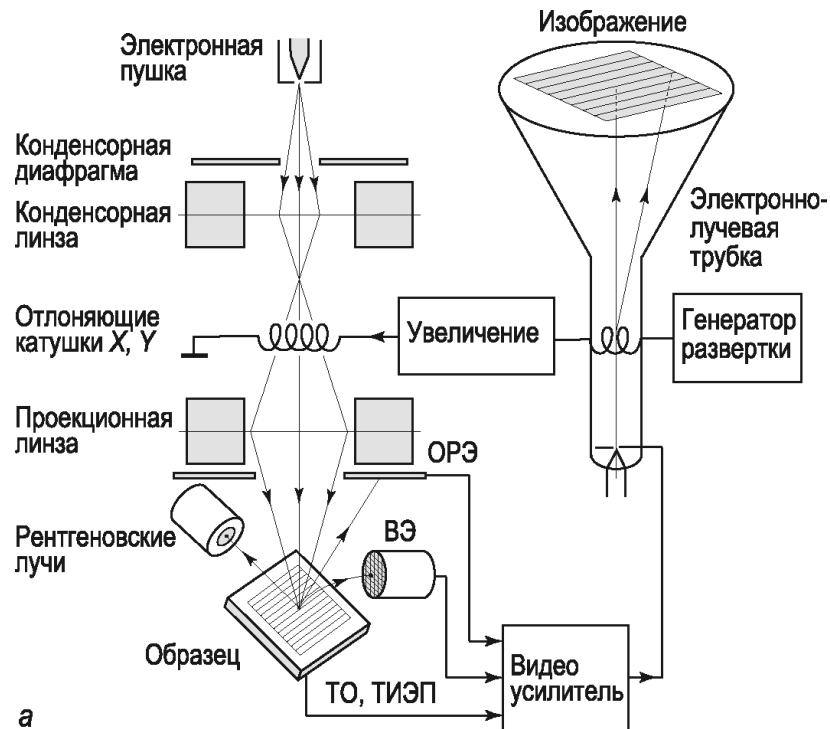 Электронная
пушка
Конденсорная
диафрагма
Конденсорная
линза
Отлоняющие
катушки X, Y
Проекционная
линза
Рентгеновские
лучи
Образец
а
Изображение
Электронно-
лучевая
трубка
Увеличение
Генератор
развертки
ОРЭ
ВЭ
ТО, ТИЭП
Видео
усилитель